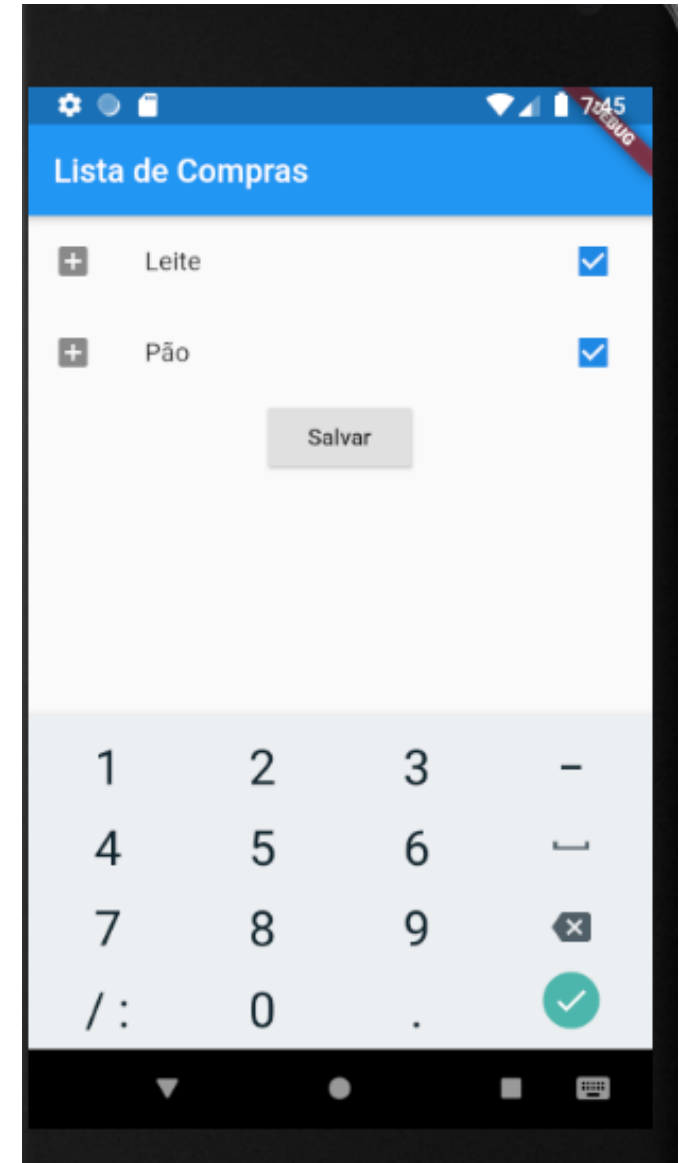 7:45
DEBUG
Lista de Compras
Leite
Pão
Salvar
1 2 3 -
4 5 6
7 8 9
/ : 0 .